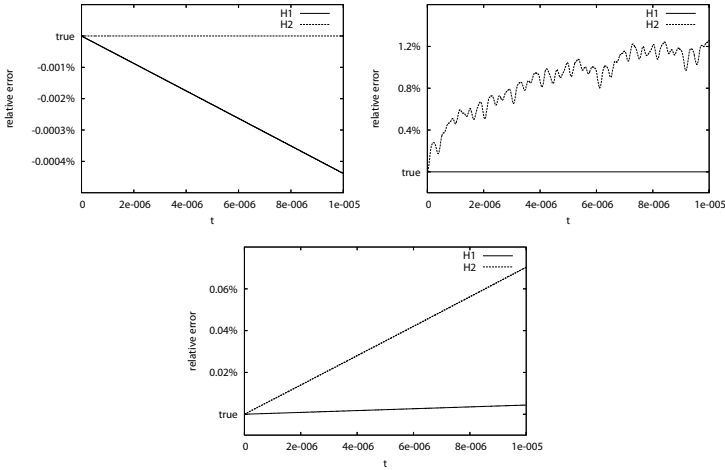 H1
H2
true
-0.001%
-0.002%
-0.0003%
-0.0004%
relative error
0 2e-006 4e-006 6e-006 8e-006 1e-005
t
H1
H2
1.2%
0.8%
0.4%
true
relative error
0 2e-006 4e-006 6e-006 8e-006 1e-005
t
H1
H2
0.06%
0.04%
0.02%
true
relative error
0 2e-006 4e-006 6e-006 8e-006 1e-005
t